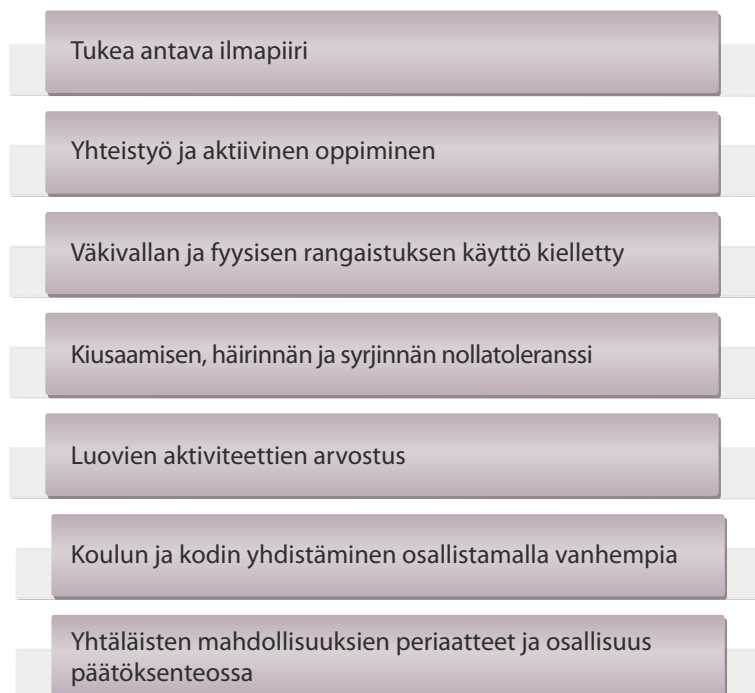 Tukea antava ilmapiiri
Yhteistyö ja aktiivinen oppiminen
Väkivallan ja fyysisen rangaistuksen käyttö kielletty
Kiusaamisen, häirinnän ja syrjinnän nollatoleranssi
Luovien aktiviteettien arvostus
Koulun ja kodin yhdistäminen osallistamalla vanhempia
Yhtäläisten mahdollisuuksien periaatteet ja osallisuus
päätöksenteossa